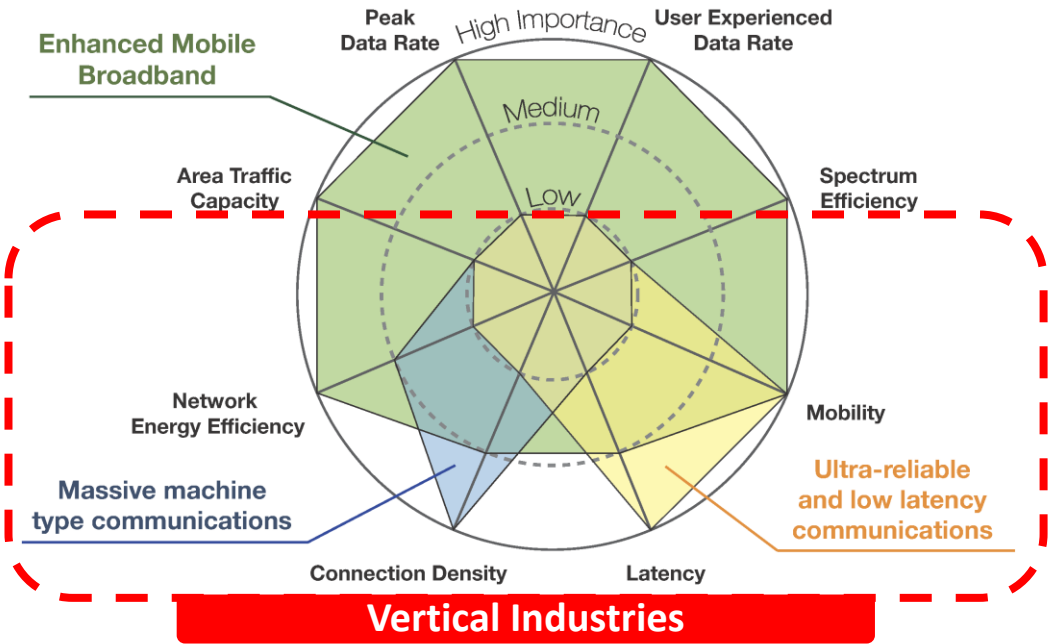 Peak
Data Rate
High Importance
User Experienced
Data Rate
Enhanced Mobile
Broadband
Medium
Area Traffic
Capacity
Low
Spectrum
Efficiency
Network
Energy Efficiency
Mobility
Massive machine
type communications
Ultra-reliable
and low latency
communications
Connection Density
Latency
Vertical Industries